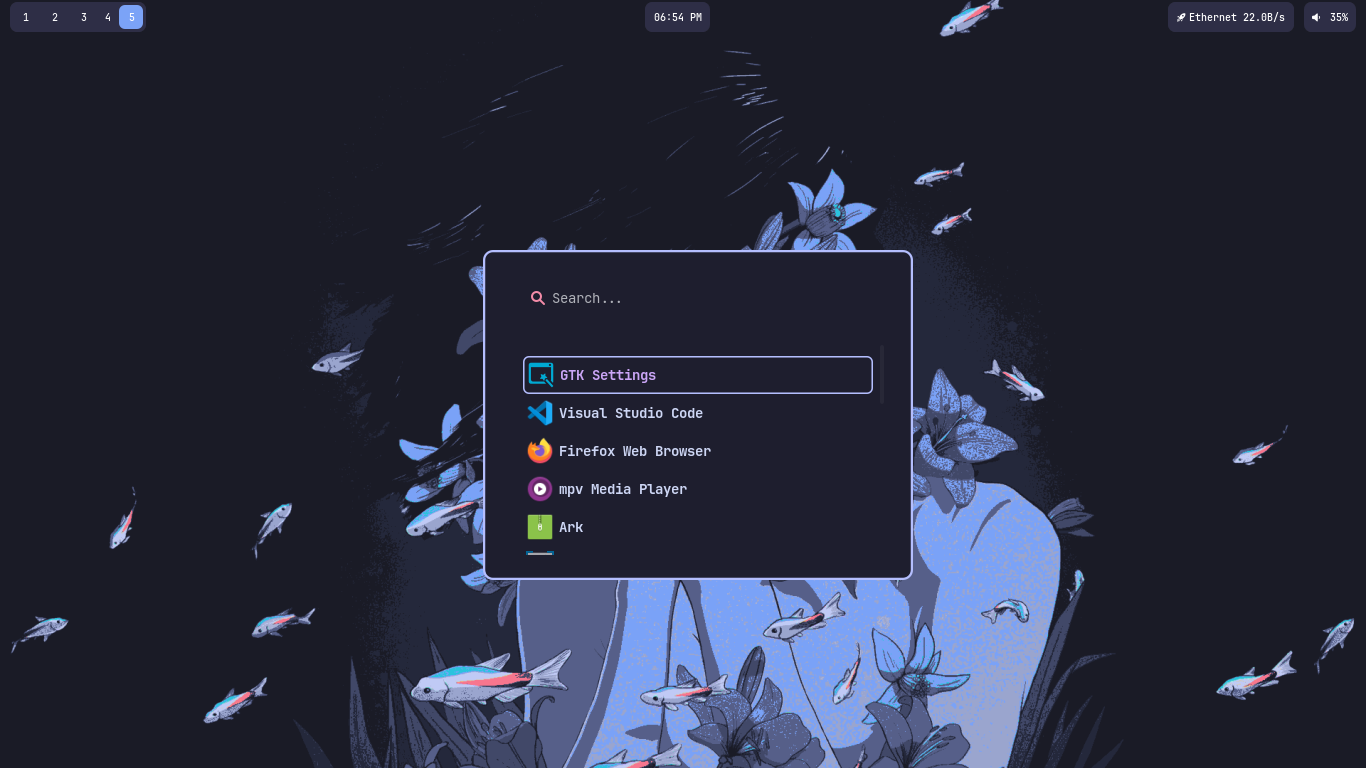 1 2 3 4 5 06:54 PM Ethernet 22.0B/s 35%
Search...
GTK Settings
Visual Studio Code
Firefox Web Browser
mpv Media Player
Ark